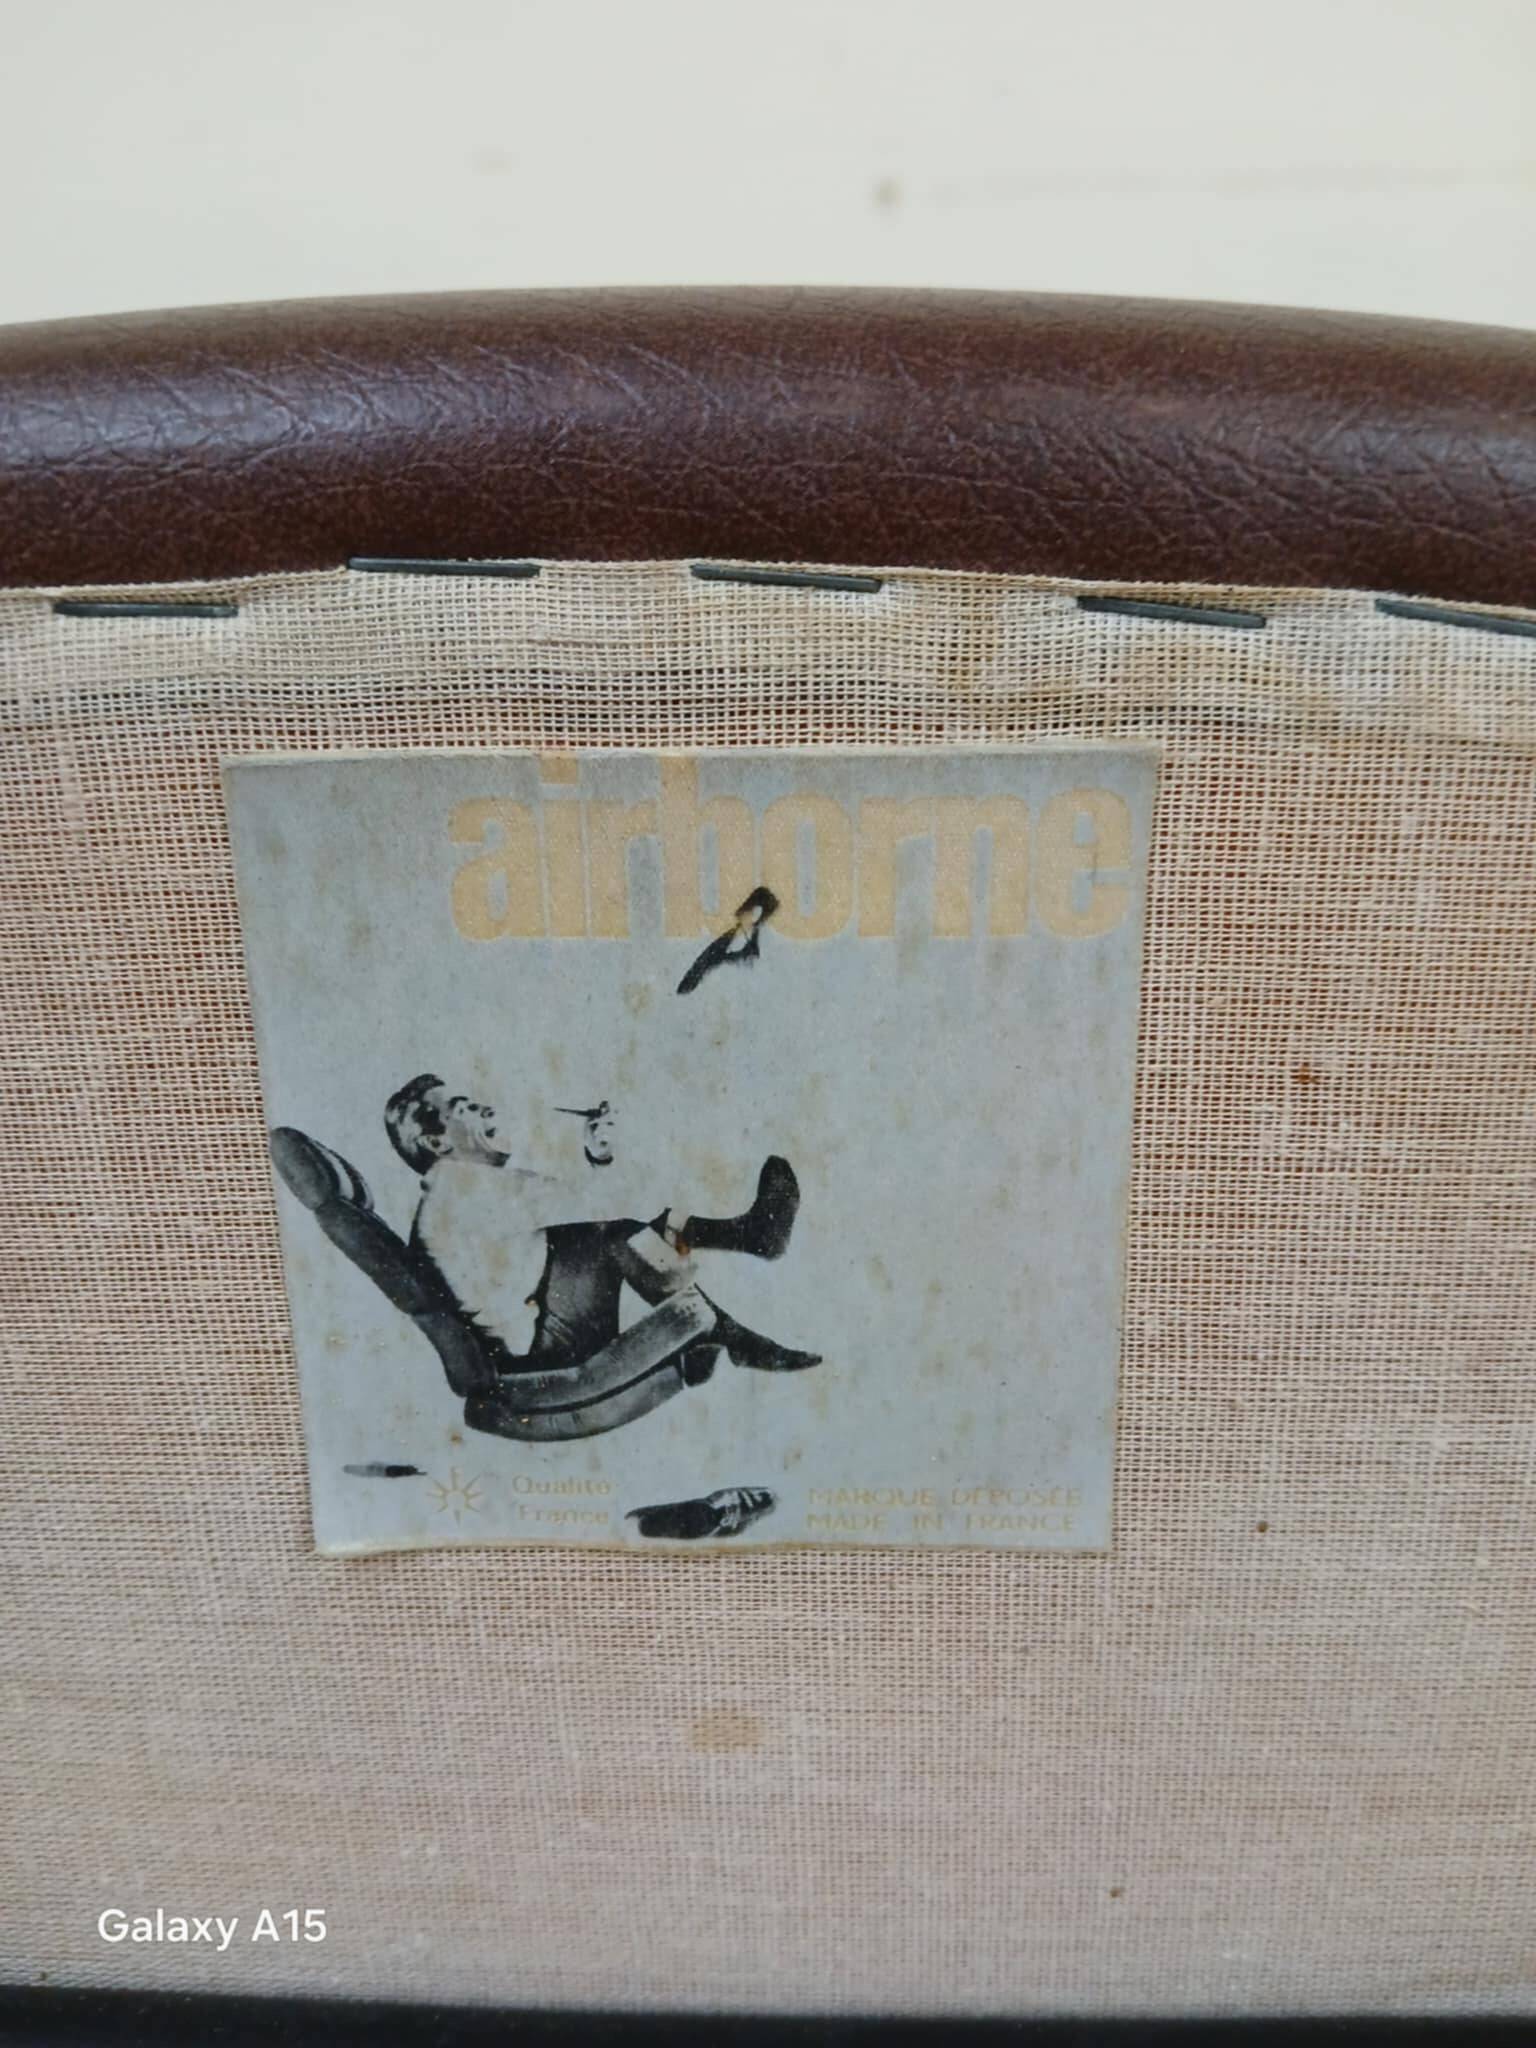 airborne
Qualité
France
MARQUE DÉPOSÉE
MADE IN FRANCE
Galaxy A15